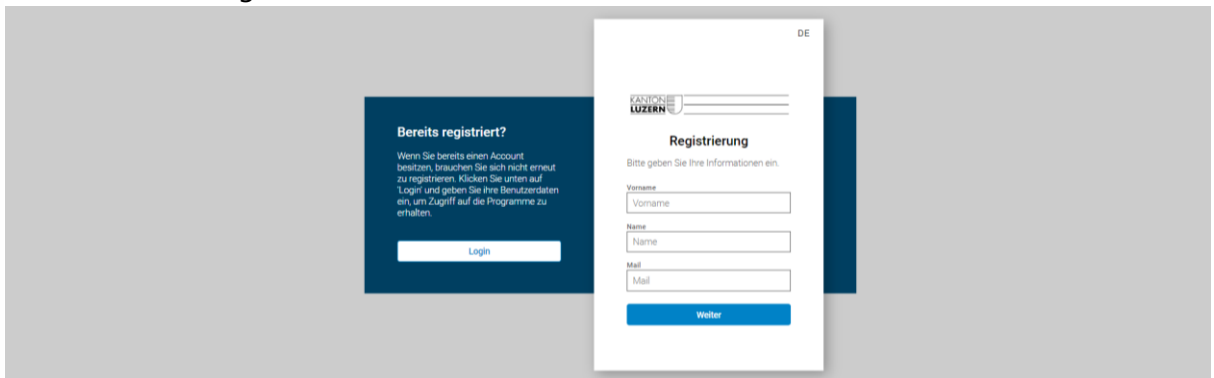 DE
KANTON
LUZERN
Bereits registriert?
Wenn Sie bereits einen Account
besitzen, brauchen Sie sich nicht erneut
zu registrieren. Klicken Sie unten auf
'Login' und geben Sie ihre Benutzerdaten
ein, um Zugriff auf die Programme zu
erhalten.
Login
Registrierung
Bitte geben Sie Ihre Informationen ein.
Vorname
Vorname
Name
Name
Mail
Mail
Weiter